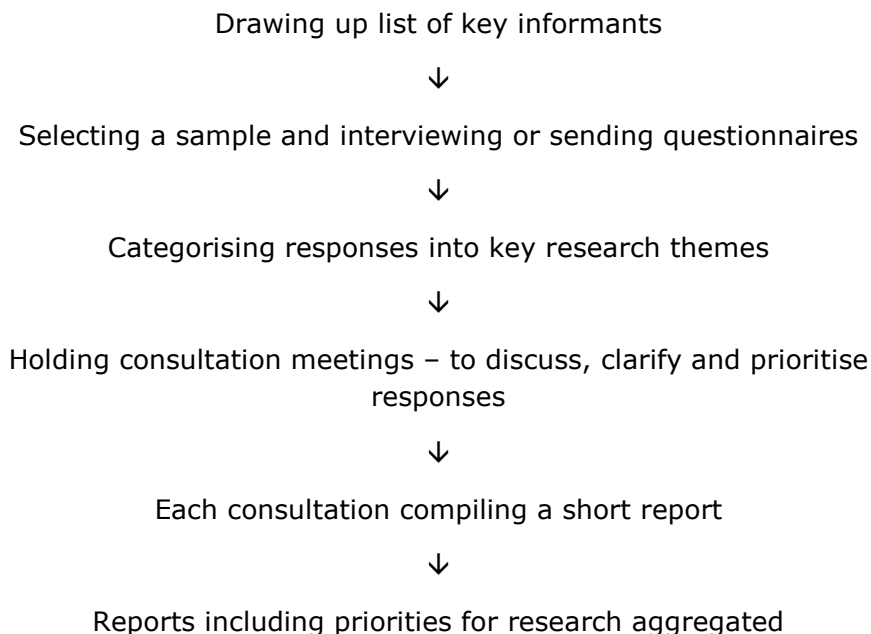 Drawing up list of key informants
↓
Selecting a sample and interviewing or sending questionnaires
↓
Categorising responses into key research themes
↓
Holding consultation meetings – to discuss, clarify and prioritise
responses
↓
Each consultation compiling a short report
↓
Reports including priorities for research aggregated